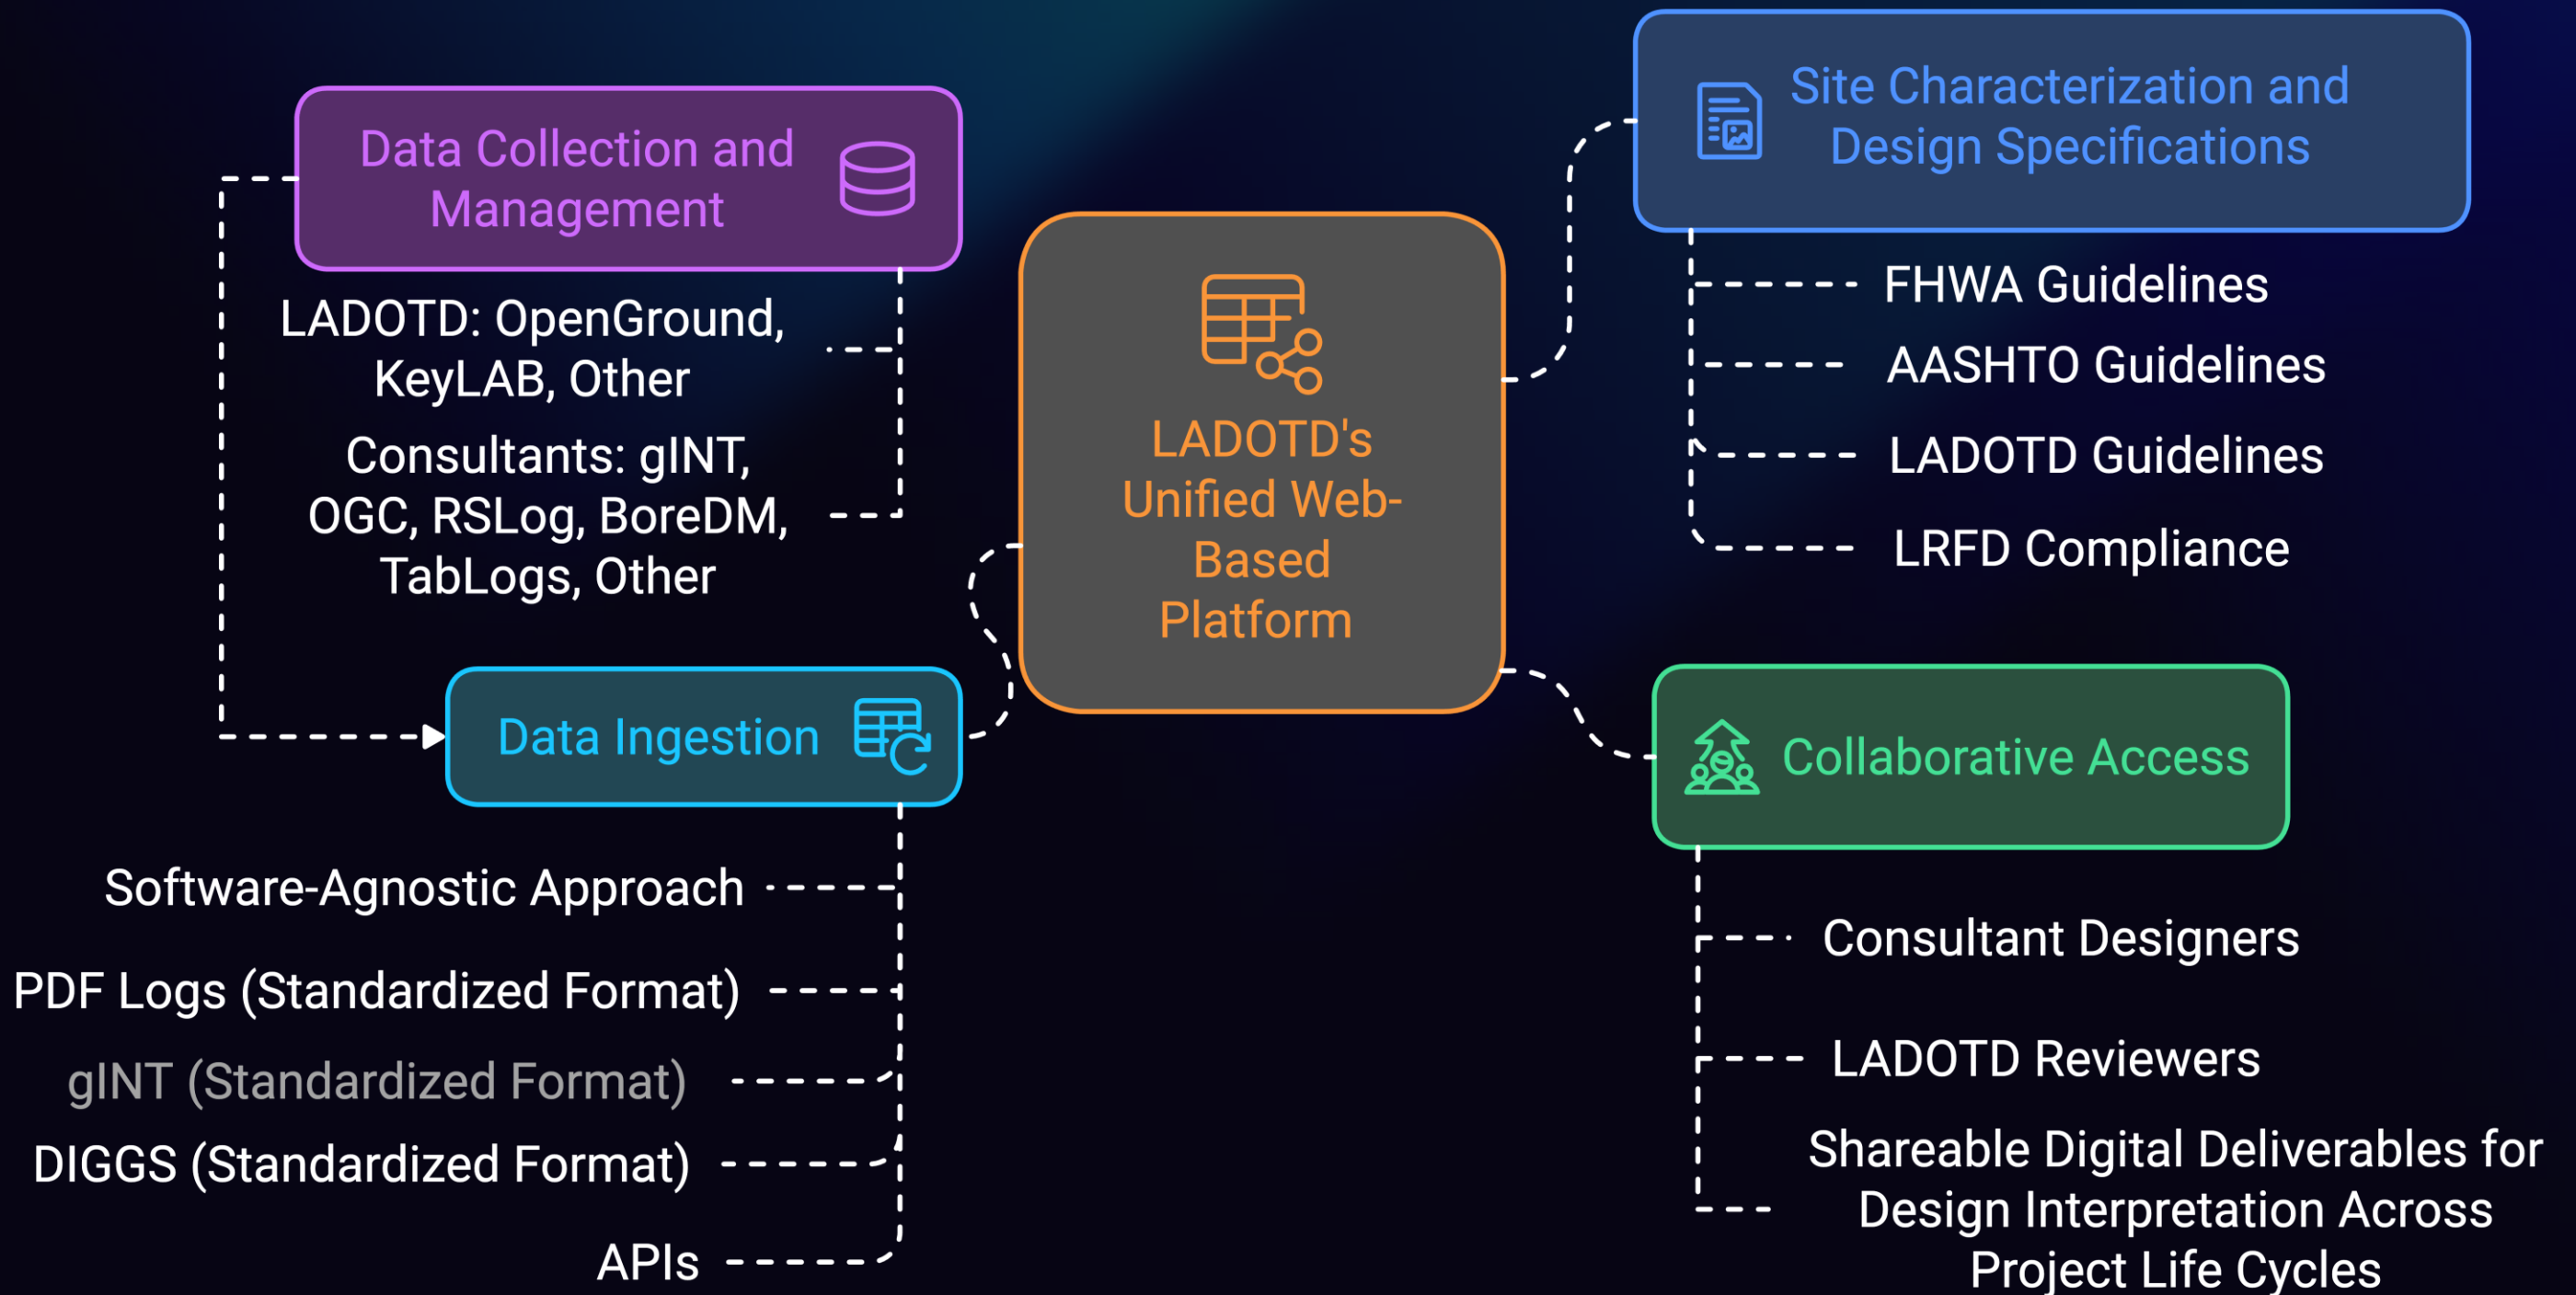 Data Collection and
Management
LADOTD: OpenGround,
KeyLAB, Other
Consultants: gINT,
OGC, RSLog, BoreDM,
TabLogs, Other
Data Ingestion
Software-Agnostic Approach
PDF Logs (Standardized Format)
gINT (Standardized Format)
DIGGS (Standardized Format)
APIs
LADOTD's
Unified Web-
Based
Platform
Site Characterization and
Design Specifications
FHWA Guidelines
AASHTO Guidelines
LADOTD Guidelines
LRFD Compliance
Collaborative Access
Consultant Designers
LADOTD Reviewers
Shareable Digital Deliverables for
Design Interpretation Across
Project Life Cycles